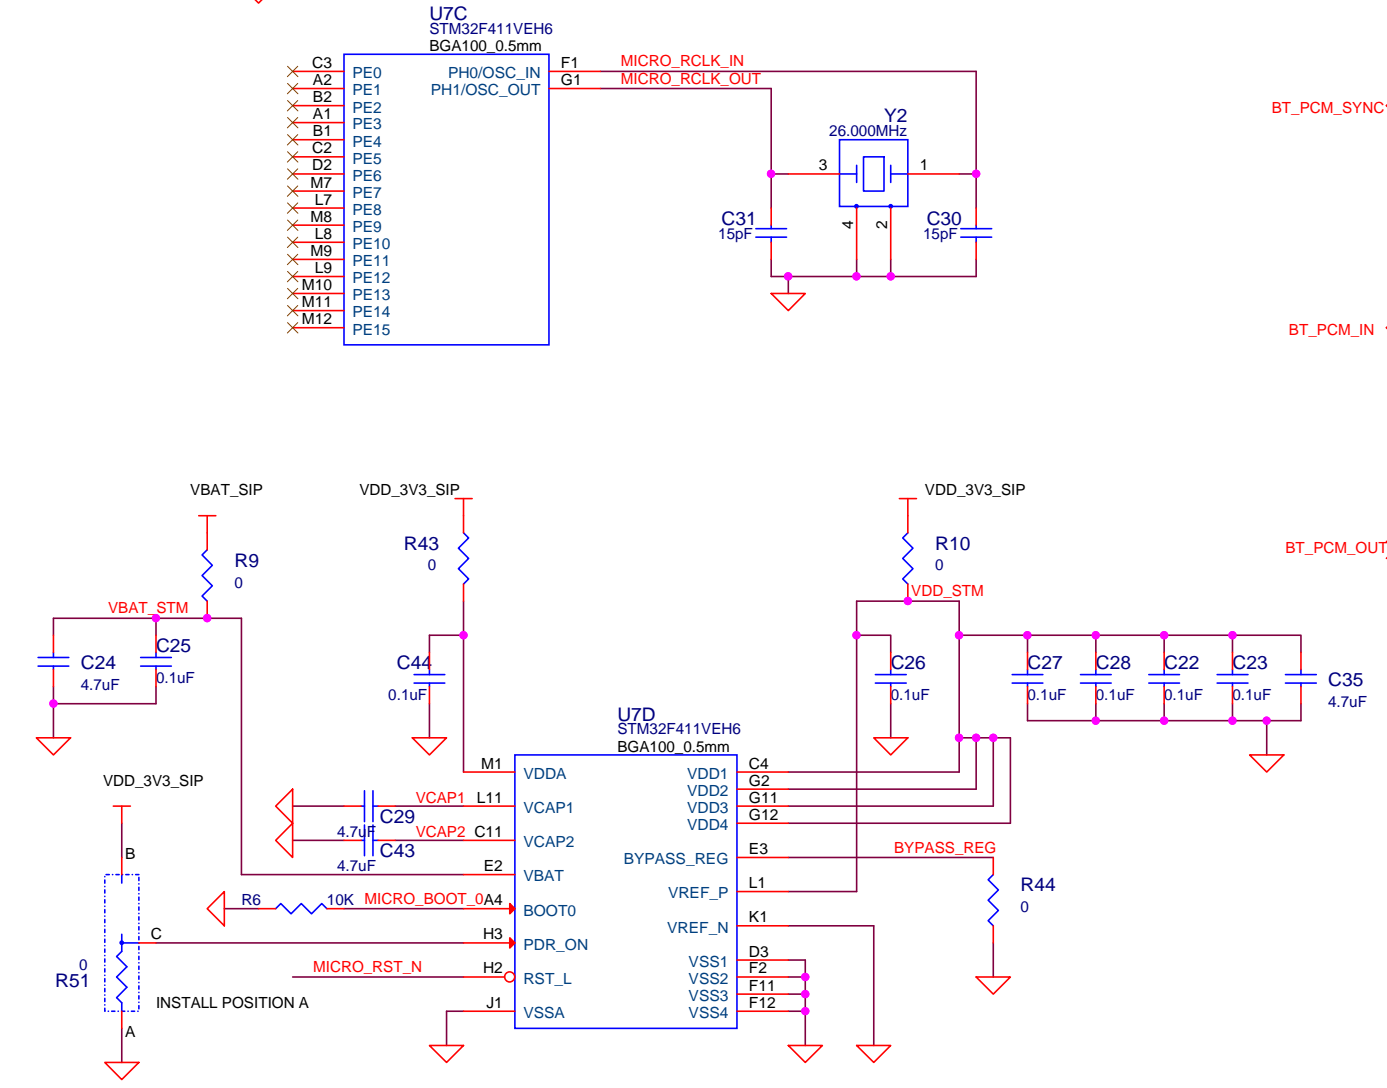 U7C
STM32F411VEH6
BGA100_0.5mm
C3 PE0
A2 PE1
B2 PE2
A1 PE3
B1 PE4
C2 PE5
D2 PE6
M7 PE7
L7 PE8
M8 PE9
L8 PE10
M9 PE11
L9 PE12
M10 PE13
M11 PE14
M12 PE15
PH0/OSC_IN F1 MICRO_RCLK_IN
PH1/OSC_OUT G1 MICRO_RCLK_OUT
Y2
26.000MHz
3 1
4 2
C31
15pF
C30
15pF
BT_PCM_SYNC
BT_PCM_IN
BT_PCM_OUT
VBAT_SIP
R9
0
VBAT_STM
C24
4.7uF
C25
0.1uF
VDD_3V3_SIP
R43
0
C44
0.1uF
VDD_3V3_SIP
R10
0
VDD_STM
C26
0.1uF
C27
0.1uF
C28
0.1uF
C22
0.1uF
C23
0.1uF
C35
4.7uF
U7D
STM32F411VEH6
BGA100_0.5mm
M1 VDDA
VCAP1 L11 VCAP1
C29
4.7uF
VCAP2 C11 VCAP2
C43
4.7uF
E2 VBAT
R6 10K MICRO_BOOT_0 A4 BOOT0
H3 PDR_ON
MICRO_RST_N H2 RST_L
J1 VSSA
VDD1 C4
VDD2 G2
VDD3 G11
VDD4 G12
BYPASS_REG E3 BYPASS_REG
VREF_P L1
VREF_N K1
VSS1 D3
VSS2 F2
VSS3 F11
VSS4 F12
R44
0
VDD_3V3_SIP
B
C
0
R51
INSTALL POSITION A
A